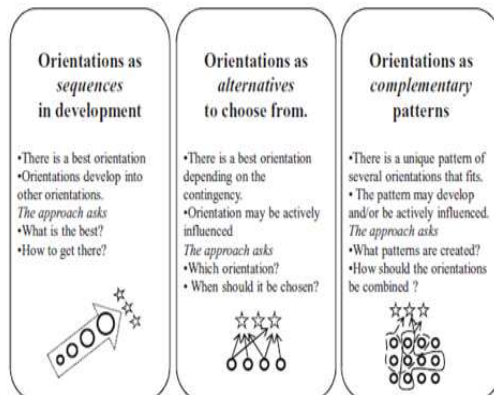 Orientations as
sequences
in development
•There is a best orientation
•Orientations develop into
other orientations.
The approach asks
•What is the best?
•How to get there?
Orientations as
alternatives
to choose from.
•There is a best orientation
depending on the
contingency.
•Orientation may be actively
influenced
The approach asks
•Which orientation?
• When should it be chosen?
Orientations as
complementary
patterns
•There is a unique pattern of
several orientations that fits.
• The pattern may develop
and/or be actively influenced.
The approach asks
•What patterns are created?
•How should the orientations
be combined ?